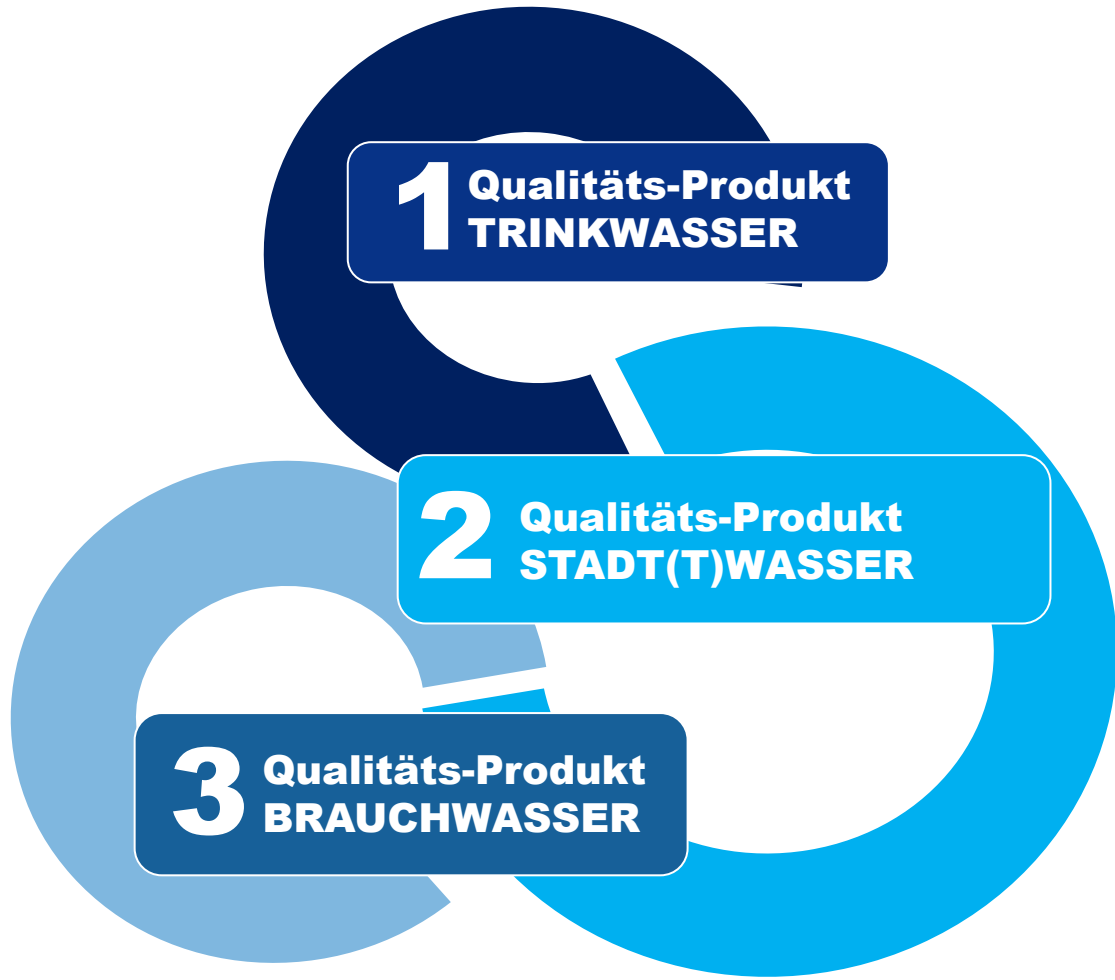 1
Qualitäts-Produkt
TRINKWASSER
2
Qualitäts-Produkt
STADT(T)WASSER
3
Qualitäts-Produkt
BRAUCHWASSER